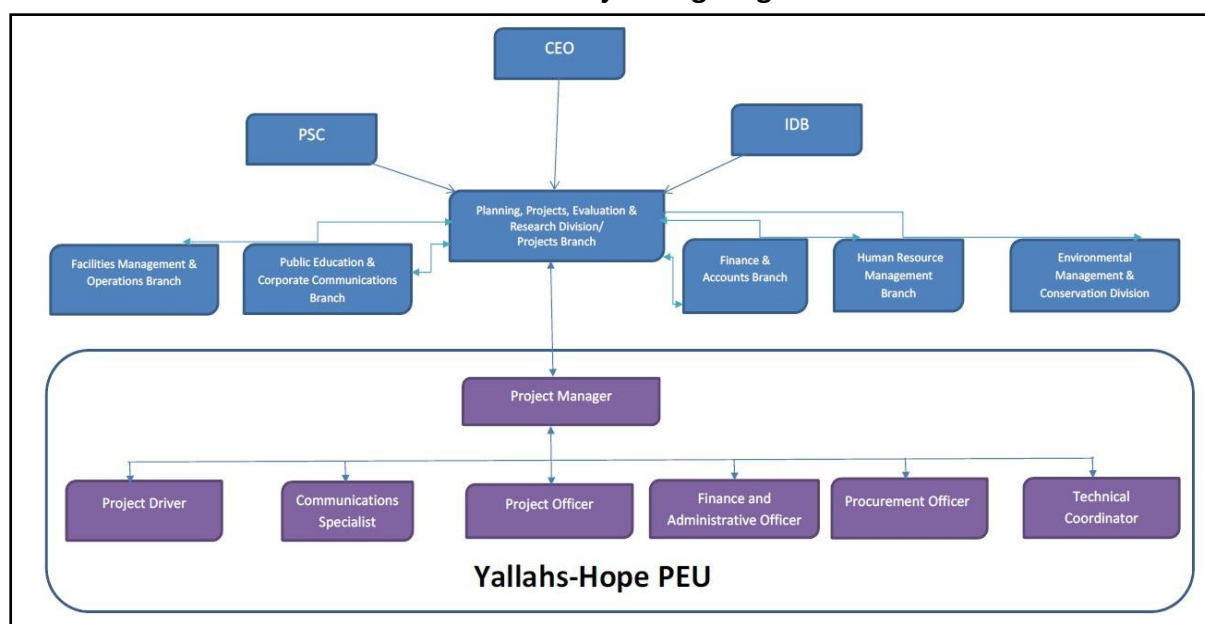 CEO
PSC
IDB
Planning, Projects, Evaluation &
Research Division/
Projects Branch
Facilities Management &
Operations Branch
Public Education &
Corporate Communications
Branch
Finance &
Accounts Branch
Human Resource
Management
Branch
Environmental
Management &
Conservation Division
Project Manager
Project Driver
Communications
Specialist
Project Officer
Finance and
Administrative Officer
Procurement Officer
Technical
Coordinator
Yallahs-Hope PEU